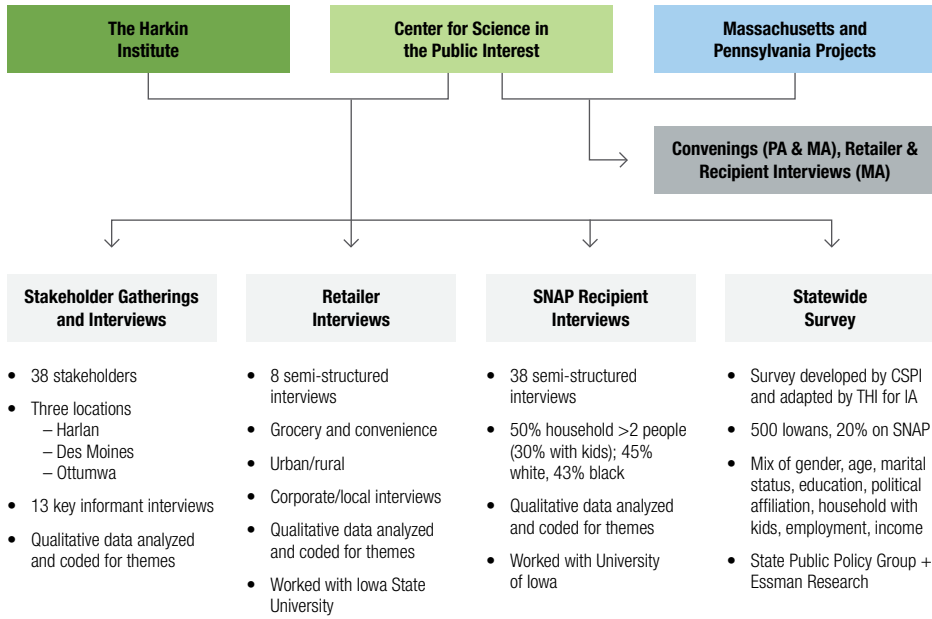 The Harkin
Institute
Center for Science in
the Public Interest
Massachusetts and
Pennsylvania Projects
Convenings (PA & MA), Retailer &
Recipient Interviews (MA)
Stakeholder Gatherings
and Interviews
• 38 stakeholders
• Three locations
– Harlan
– Des Moines
– Ottumwa
• 13 key informant interviews
• Qualitative data analyzed
and coded for themes
Retailer
Interviews
• 8 semi-structured
interviews
• Grocery and convenience
• Urban/rural
• Corporate/local interviews
• Qualitative data analyzed
and coded for themes
• Worked with Iowa State
University
SNAP Recipient
Interviews
• 38 semi-structured
interviews
• 50% household >2 people
(30% with kids); 45%
white, 43% black
• Qualitative data analyzed
and coded for themes
• Worked with University
of Iowa
Statewide
Survey
• Survey developed by CSPI
and adapted by THI for IA
• 500 Iowans, 20% on SNAP
• Mix of gender, age, marital
status, education, political
affiliation, household with
kids, employment, income
• State Public Policy Group +
Essman Research